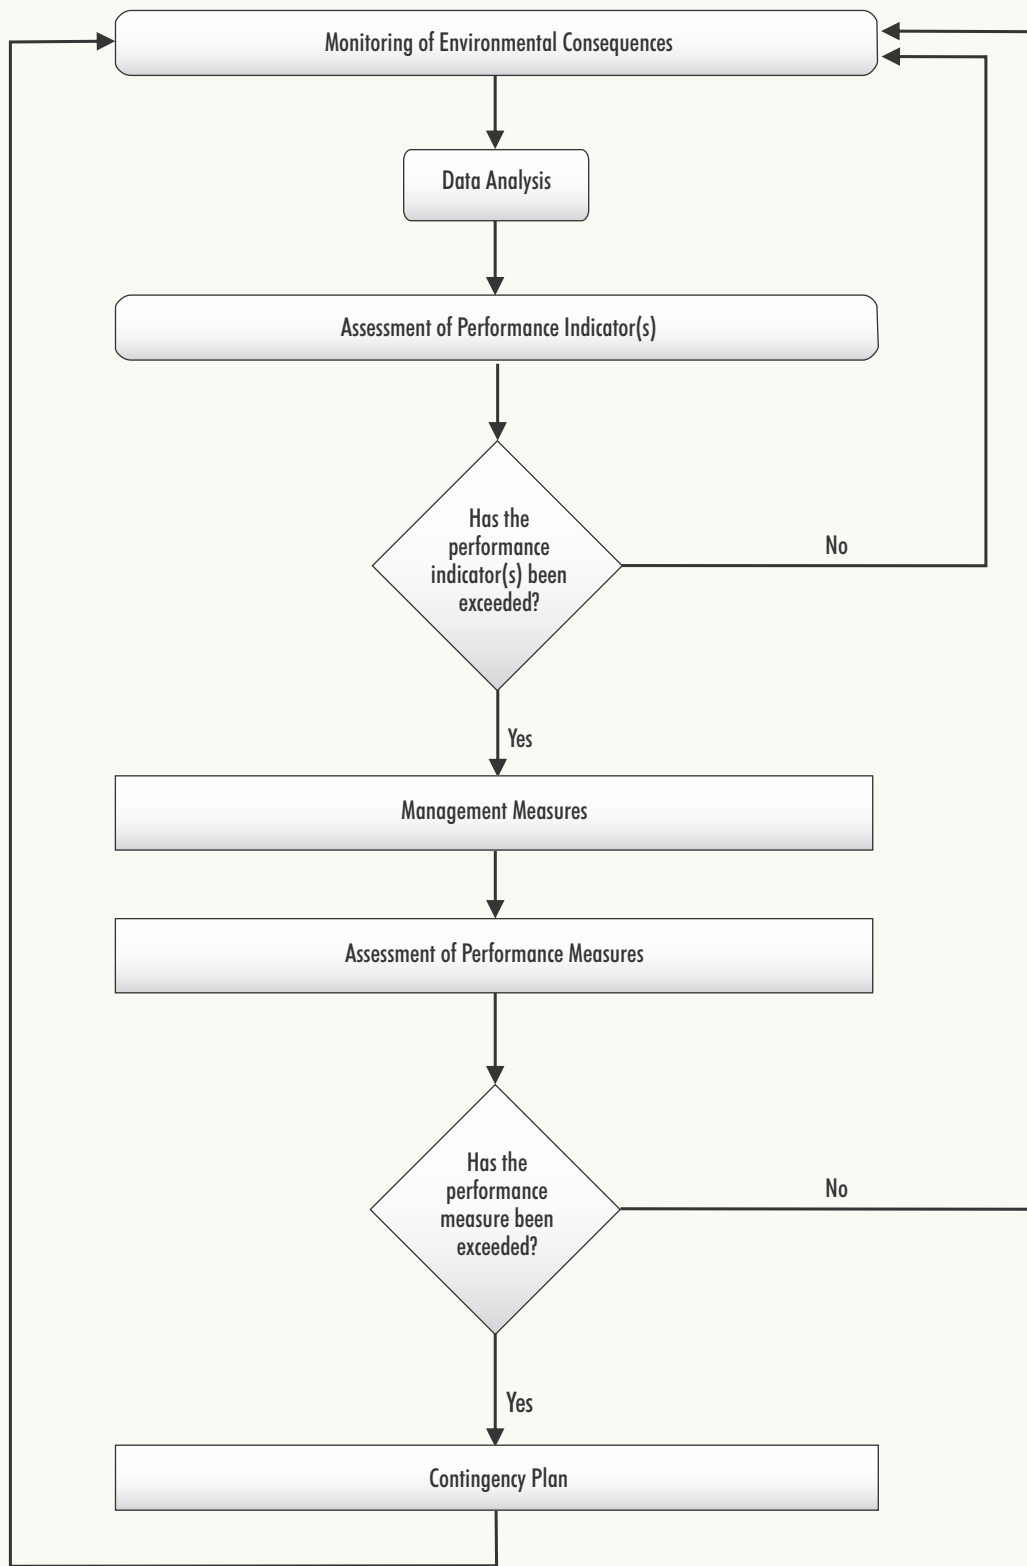 Monitoring of Environmental Consequences
Data Analysis
Assessment of Performance Indicator(s)
Has the
performance
indicator(s) been
exceeded?
No
Yes
Management Measures
Assessment of Performance Measures
Has the
performance
measure been
exceeded?
No
Yes
Contingency Plan